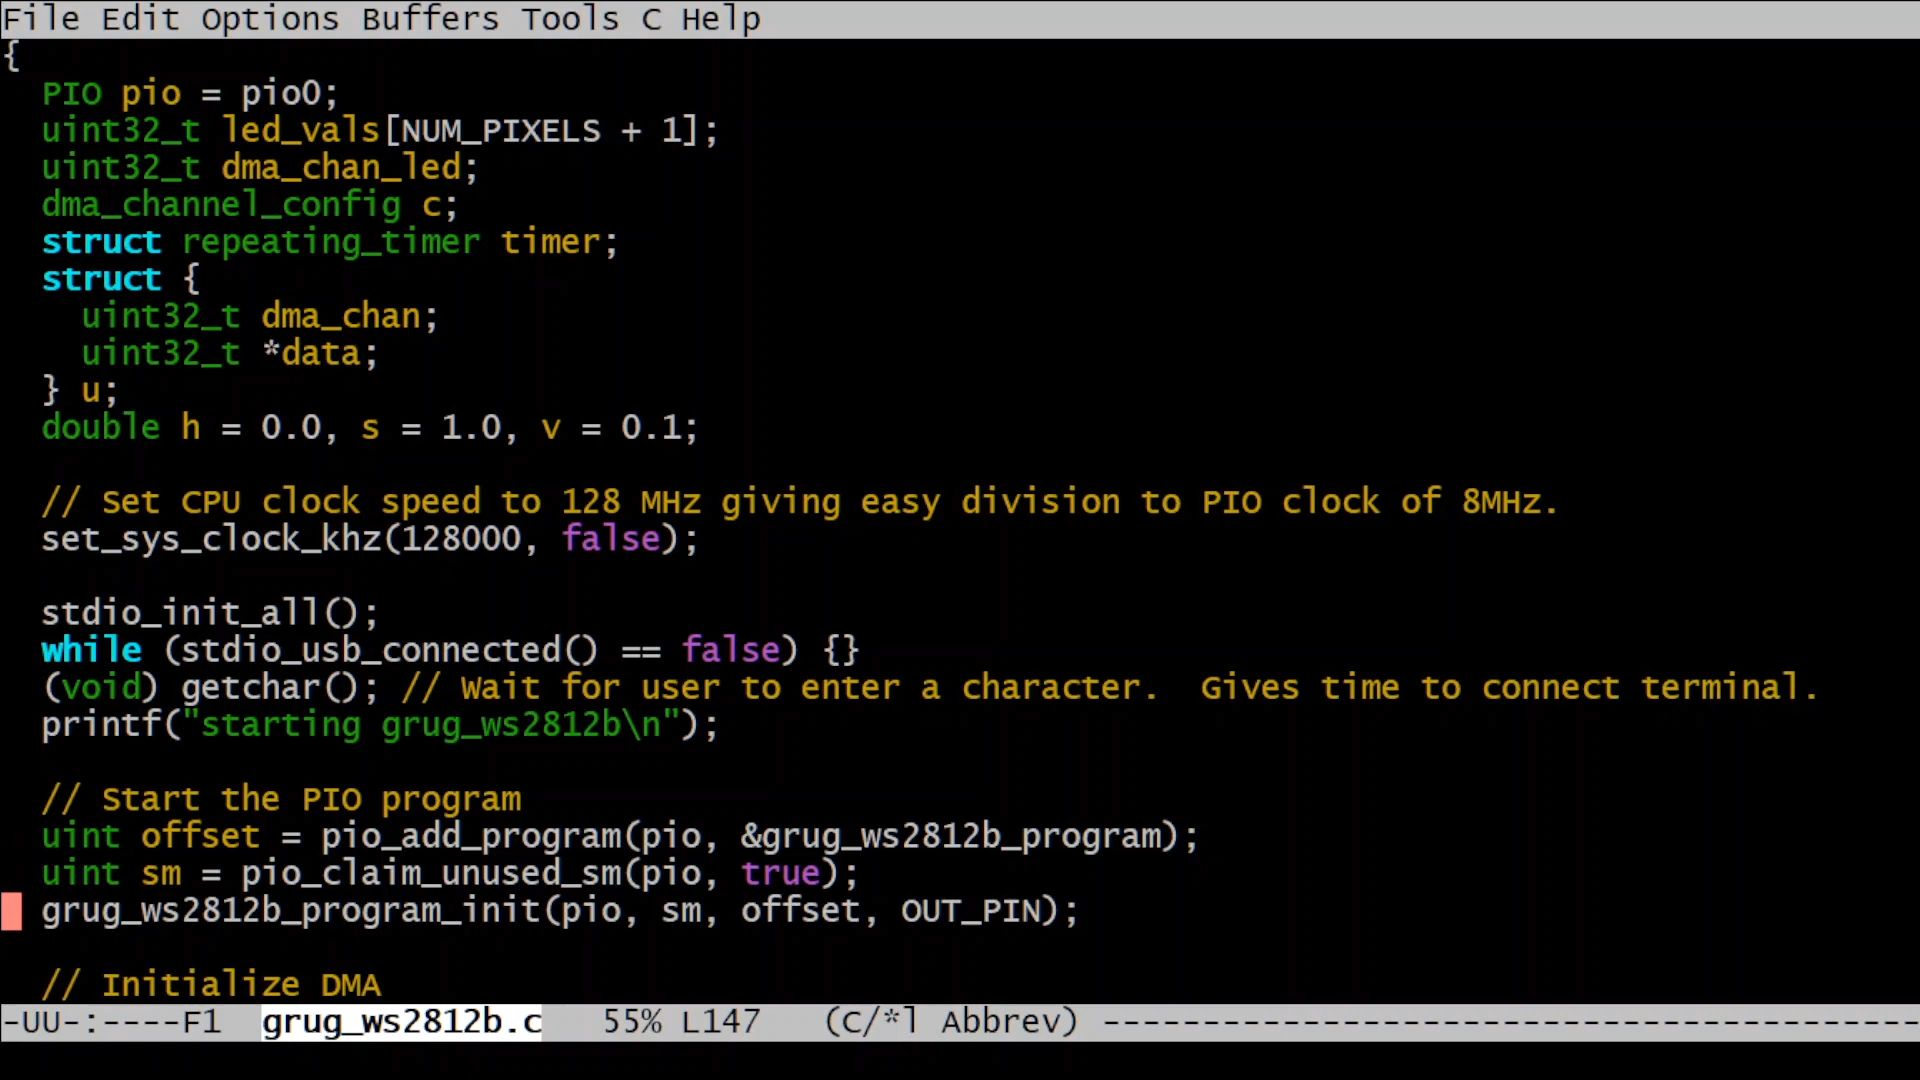 File Edit Options Buffers Tools C Help
{
  PIO pio = pio0;
  uint32_t led_vals[NUM_PIXELS + 1];
  uint32_t dma_chan_led;
  dma_channel_config c;
  struct repeating_timer timer;
  struct {
    uint32_t dma_chan;
    uint32_t *data;
  } u;
  double h = 0.0, s = 1.0, v = 0.1;

  // Set CPU clock speed to 128 MHz giving easy division to PIO clock of 8MHz.
  set_sys_clock_khz(128000, false);

  stdio_init_all();
  while (stdio_usb_connected() == false) {}
  (void) getchar(); // Wait for user to enter a character.  Gives time to connect terminal.
  printf("starting grug_ws2812b\n");

  // Start the PIO program
  uint offset = pio_add_program(pio, &grug_ws2812b_program);
  uint sm = pio_claim_unused_sm(pio, true);
  grug_ws2812b_program_init(pio, sm, offset, OUT_PIN);

  // Initialize DMA
-UU-:----F1  grug_ws2812b.c   55% L147   (C/*l Abbrev) -----------------------------------------